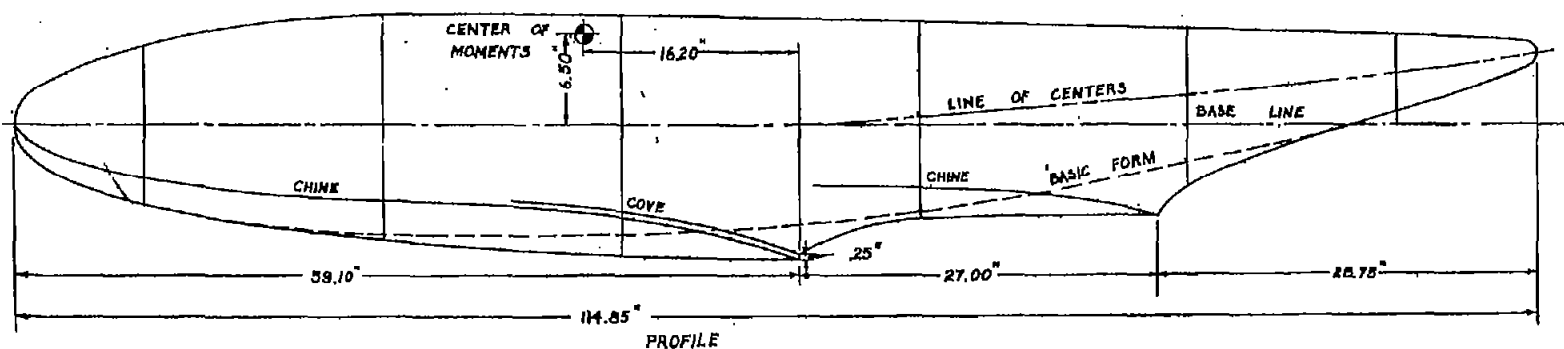 CENTER OF
MOMENTS
6.50"
16.20"
LINE OF CENTERS
BASE LINE
BASIC FORM
CHINE
CHINE
COVE
.25"
59.10"
27.00"
28.75"
114.85"
PROFILE